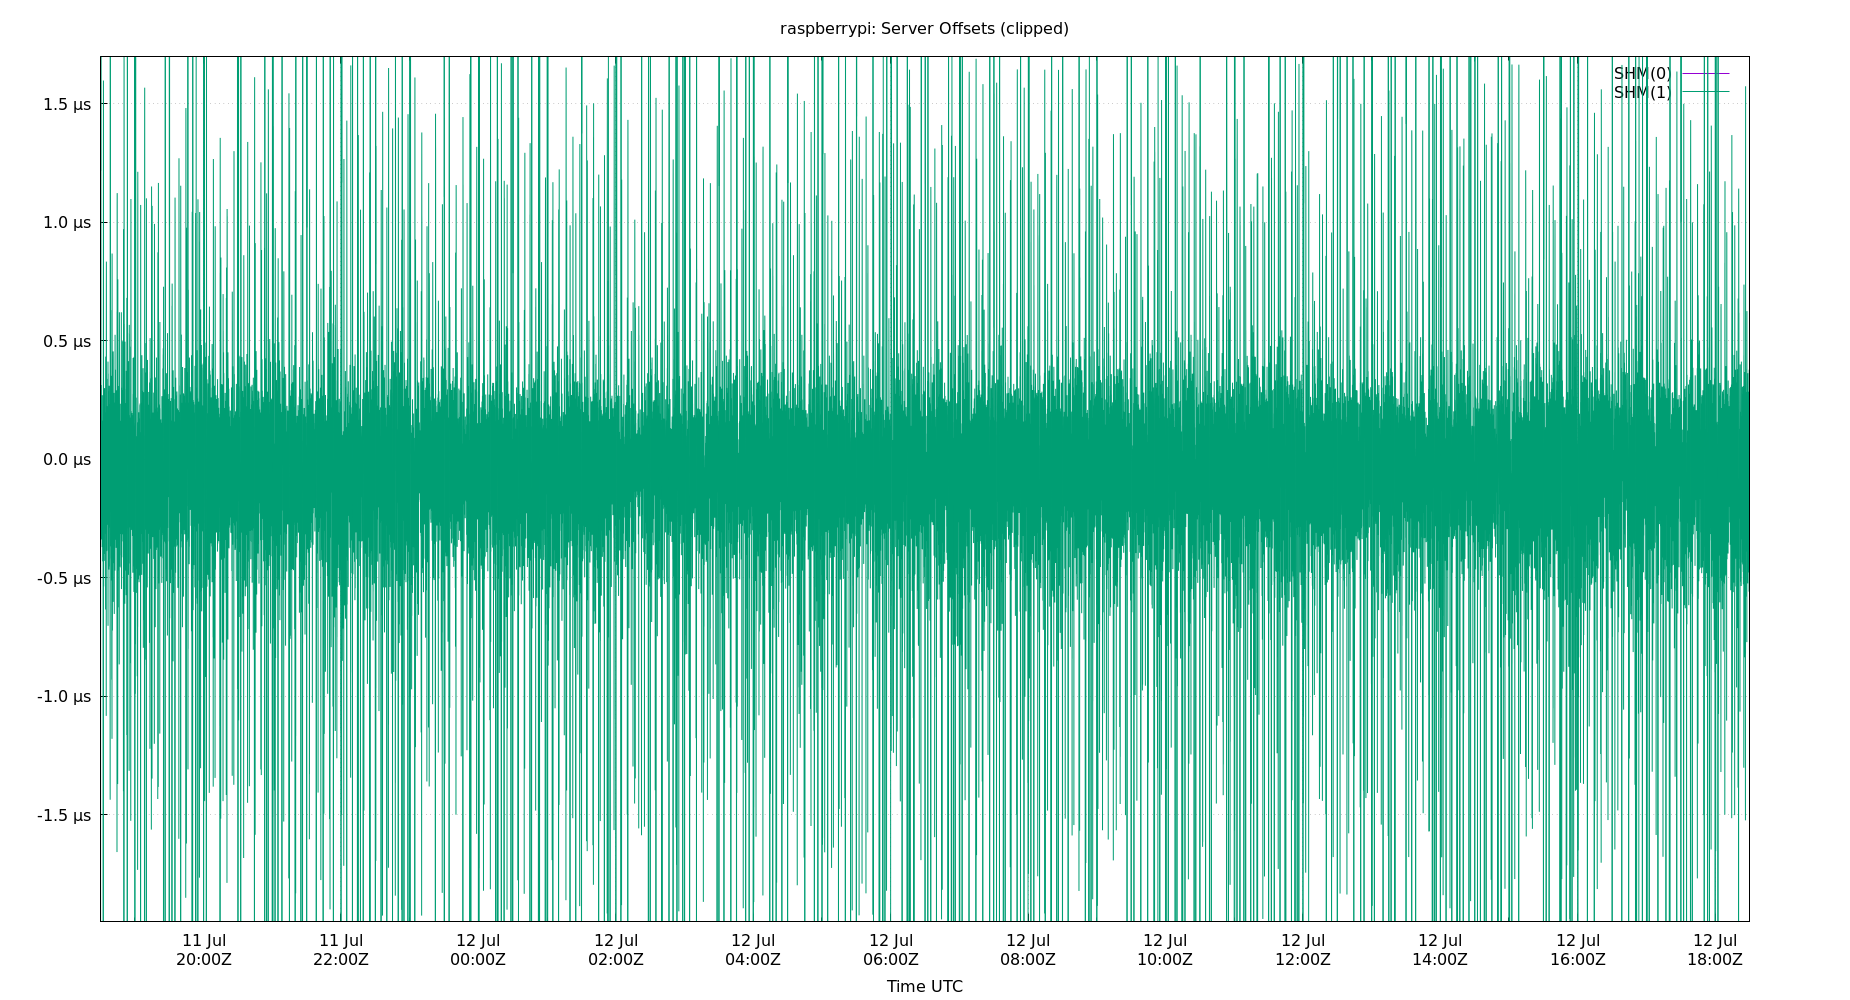 raspberrypi: Server Offsets (clipped)
SHM(0)
SHM(1)
1.5 µs
1.0 µs
0.5 µs
0.0 µs
-0.5 µs
-1.0 µs
-1.5 µs
11 Jul 11 Jul 12 Jul 12 Jul 12 Jul 12 Jul 12 Jul 12 Jul 12 Jul 12 Jul 12 Jul 12 Jul
20:00Z 22:00Z 00:00Z 02:00Z 04:00Z 06:00Z 08:00Z 10:00Z 12:00Z 14:00Z 16:00Z 18:00Z
Time UTC